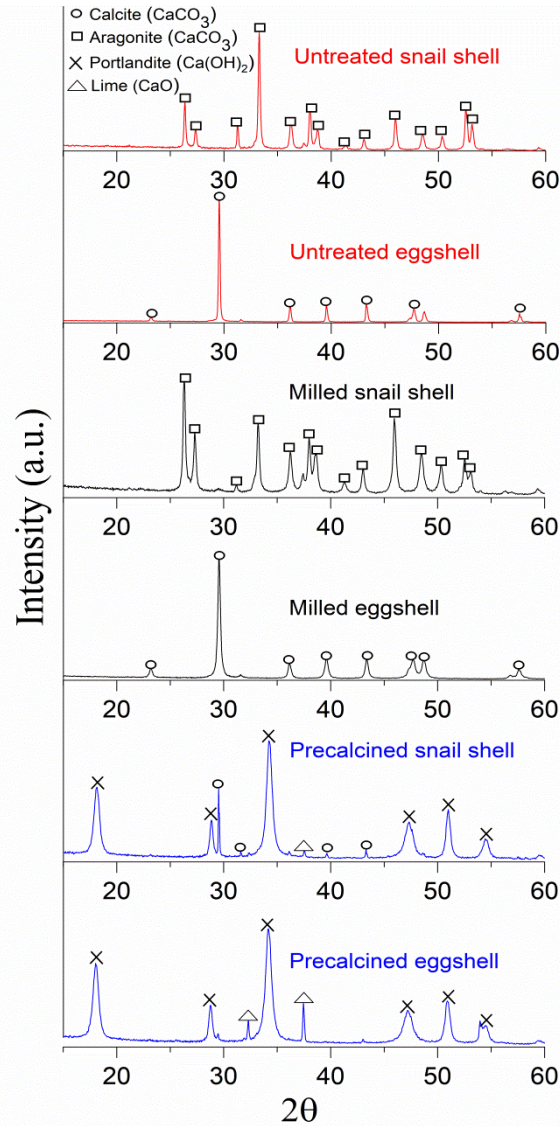 Calcite (CaCO₃)
Aragonite (CaCO₃)
Portlandite (Ca(OH)₂)
Lime (CaO)
Untreated snail shell
20 30 40 50 60
Untreated eggshell
20 30 40 50 60
Milled snail shell
20 30 40 50 60
Milled eggshell
20 30 40 50 60
Precalcined snail shell
20 30 40 50 60
Precalcined eggshell
20 30 40 50 60
2θ
Intensity (a.u.)